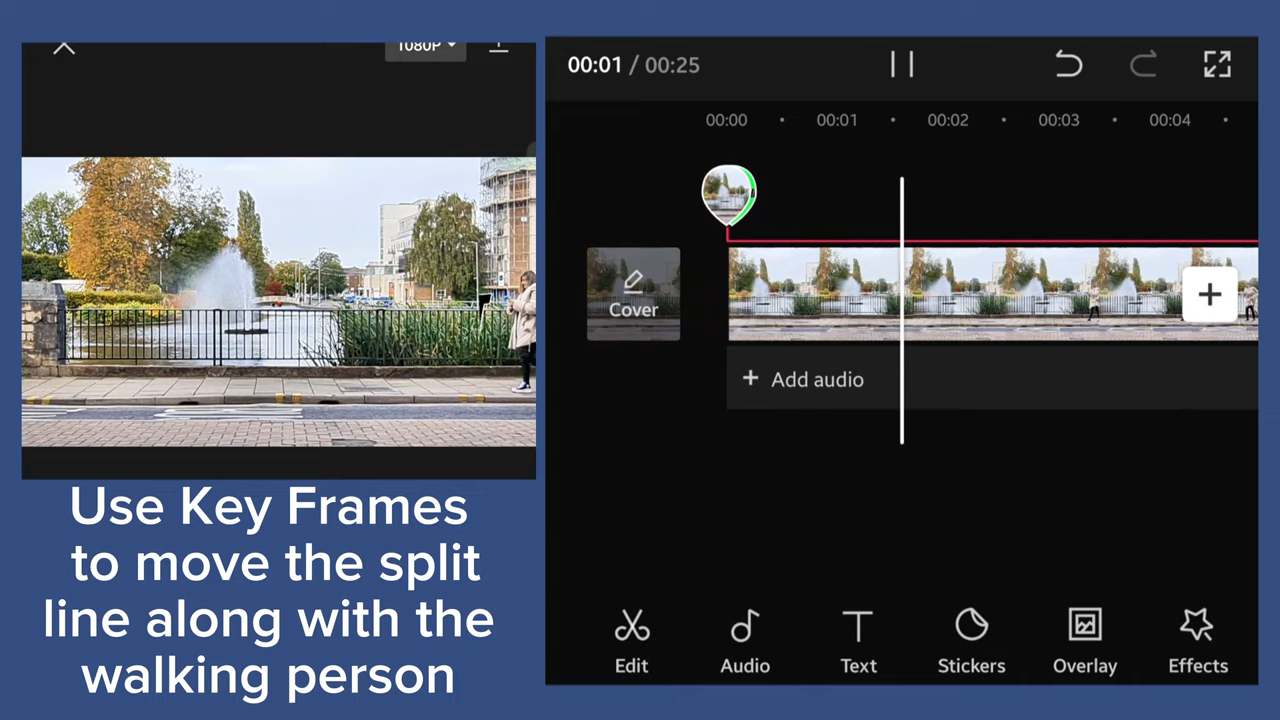 1080P
Use Key Frames
to move the split
line along with the
walking person
00:01 / 00:25
00:00 00:01 00:02 00:03 00:04
Cover
+ Add audio
Edit Audio Text Stickers Overlay Effects